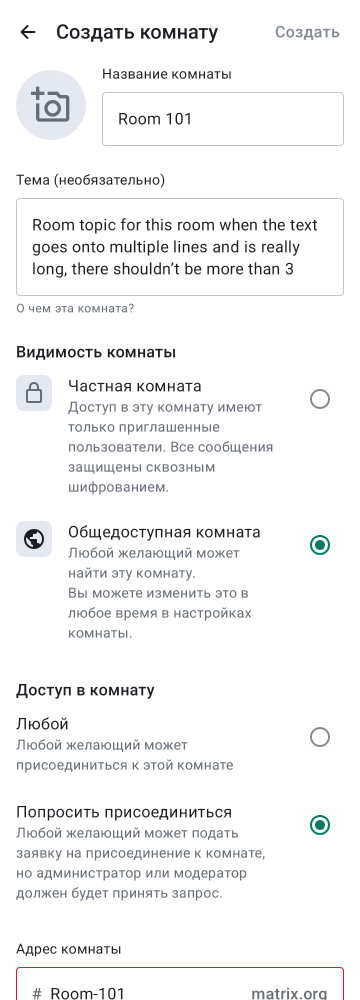 Создать комнату
Создать
Название комнаты
Room 101
Тема (необязательно)
Room topic for this room when the text
goes onto multiple lines and is really
long, there shouldn’t be more than 3
О чем эта комната?
Видимость комнаты
Частная комната
Доступ в эту комнату имеют
только приглашенные
пользователи. Все сообщения
защищены сквозным
шифрованием.
Общедоступная комната
Любой желающий может
найти эту комнату.
Вы можете изменить это в
любое время в настройках
комнаты.
Доступ в комнату
Любой
Любой желающий может
присоединиться к этой комнате
Попросить присоединиться
Любой желающий может подать
заявку на присоединение к комнате,
но администратор или модератор
должен будет принять запрос.
Адрес комнаты
# Room-101 matrix.org